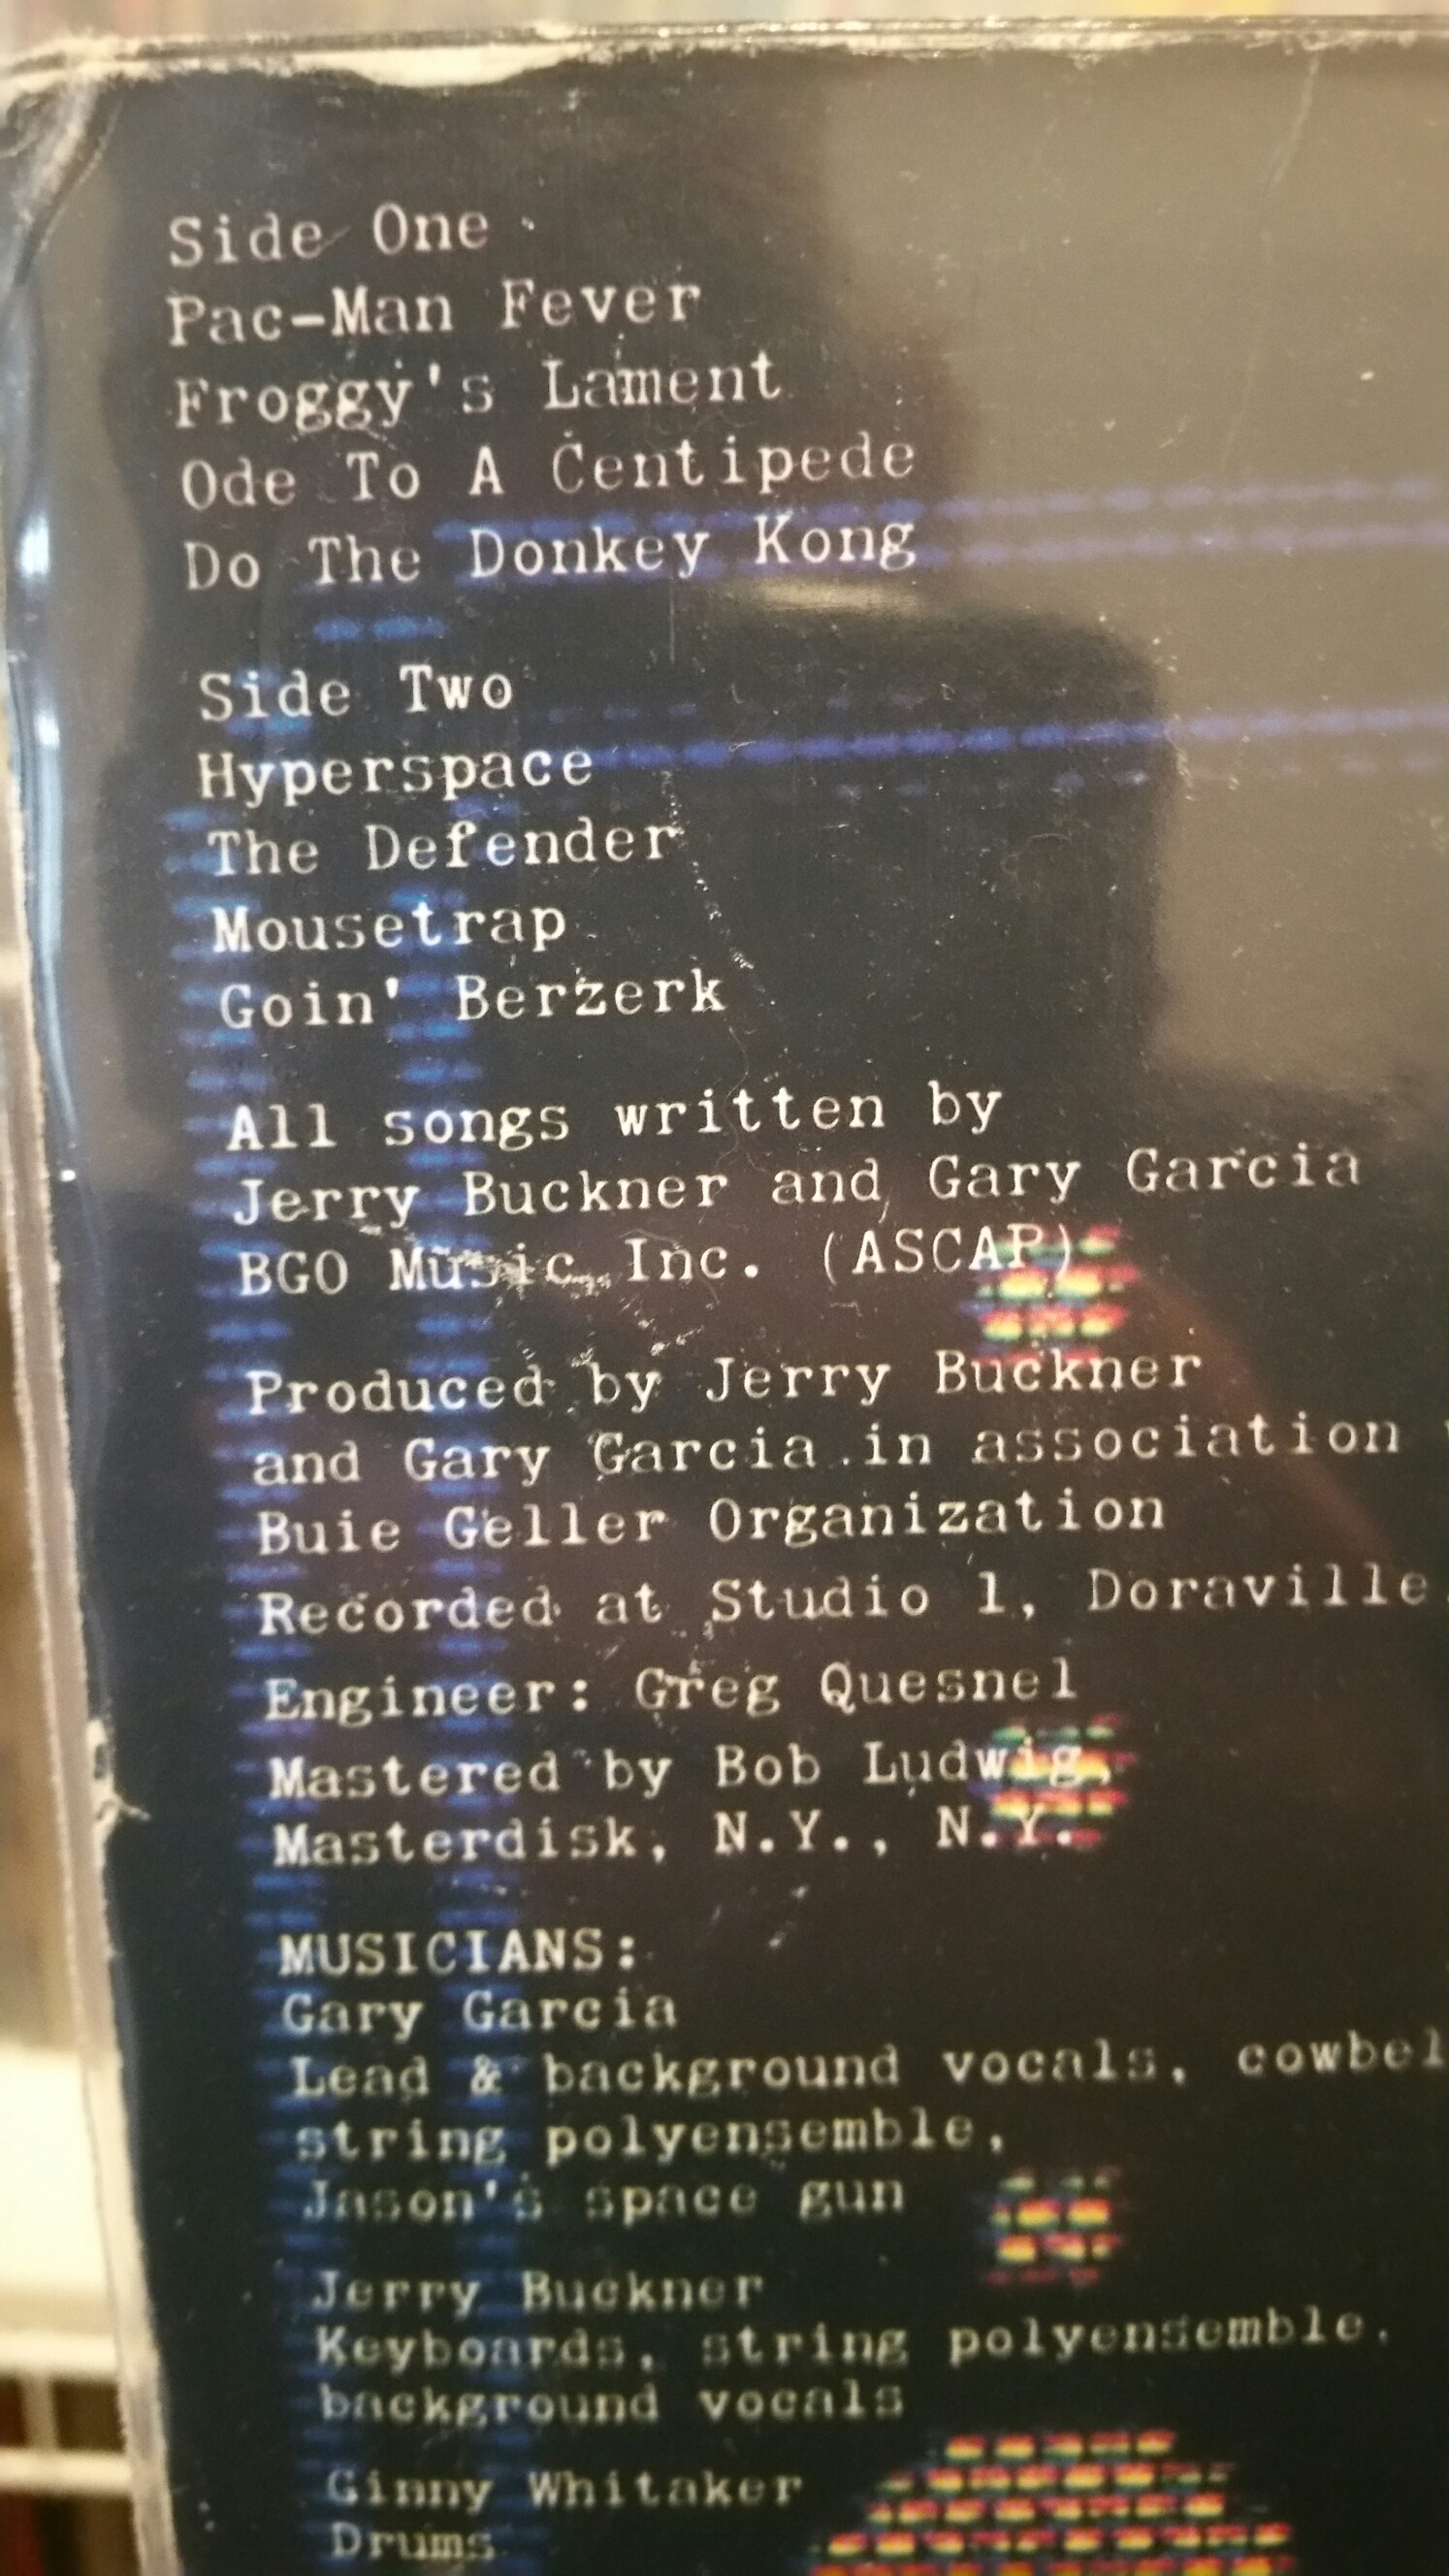 Side One
Pac-Man Fever
Froggy's Lament
Ode To A Centipede
Do The Donkey Kong
Side Two
Hyperspace
The Defender
Mousetrap
Goin' Berzerk
All songs written by
Jerry Buckner and Gary Garcia
BGO Music Inc. (ASCAP)
Produced by Jerry Buckner
and Gary Garcia in association
Buie Geller Organization
Recorded at Studio 1, Doraville
Engineer: Greg Quesnel
Mastered by Bob Ludwig,
Masterdisk, N.Y., N.Y.
MUSICIANS:
Gary Garcia
Lead & background vocals, cowbel
string polyensemble,
Jason's space gun
Jerry Buckner
Keyboards, string polyensemble,
background vocals
Ginny Whitaker
Drums